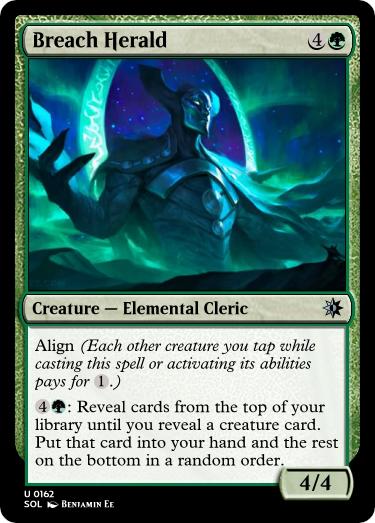 Breach Herald 4
Creature — Elemental Cleric
Align (Each other creature you tap while
casting this spell or activating its abilities
pays for 1.)
4: Reveal cards from the top of your
library until you reveal a creature card.
Put that card into your hand and the rest
on the bottom in a random order.
4/4
U 0162
SOL Benjamin Ee